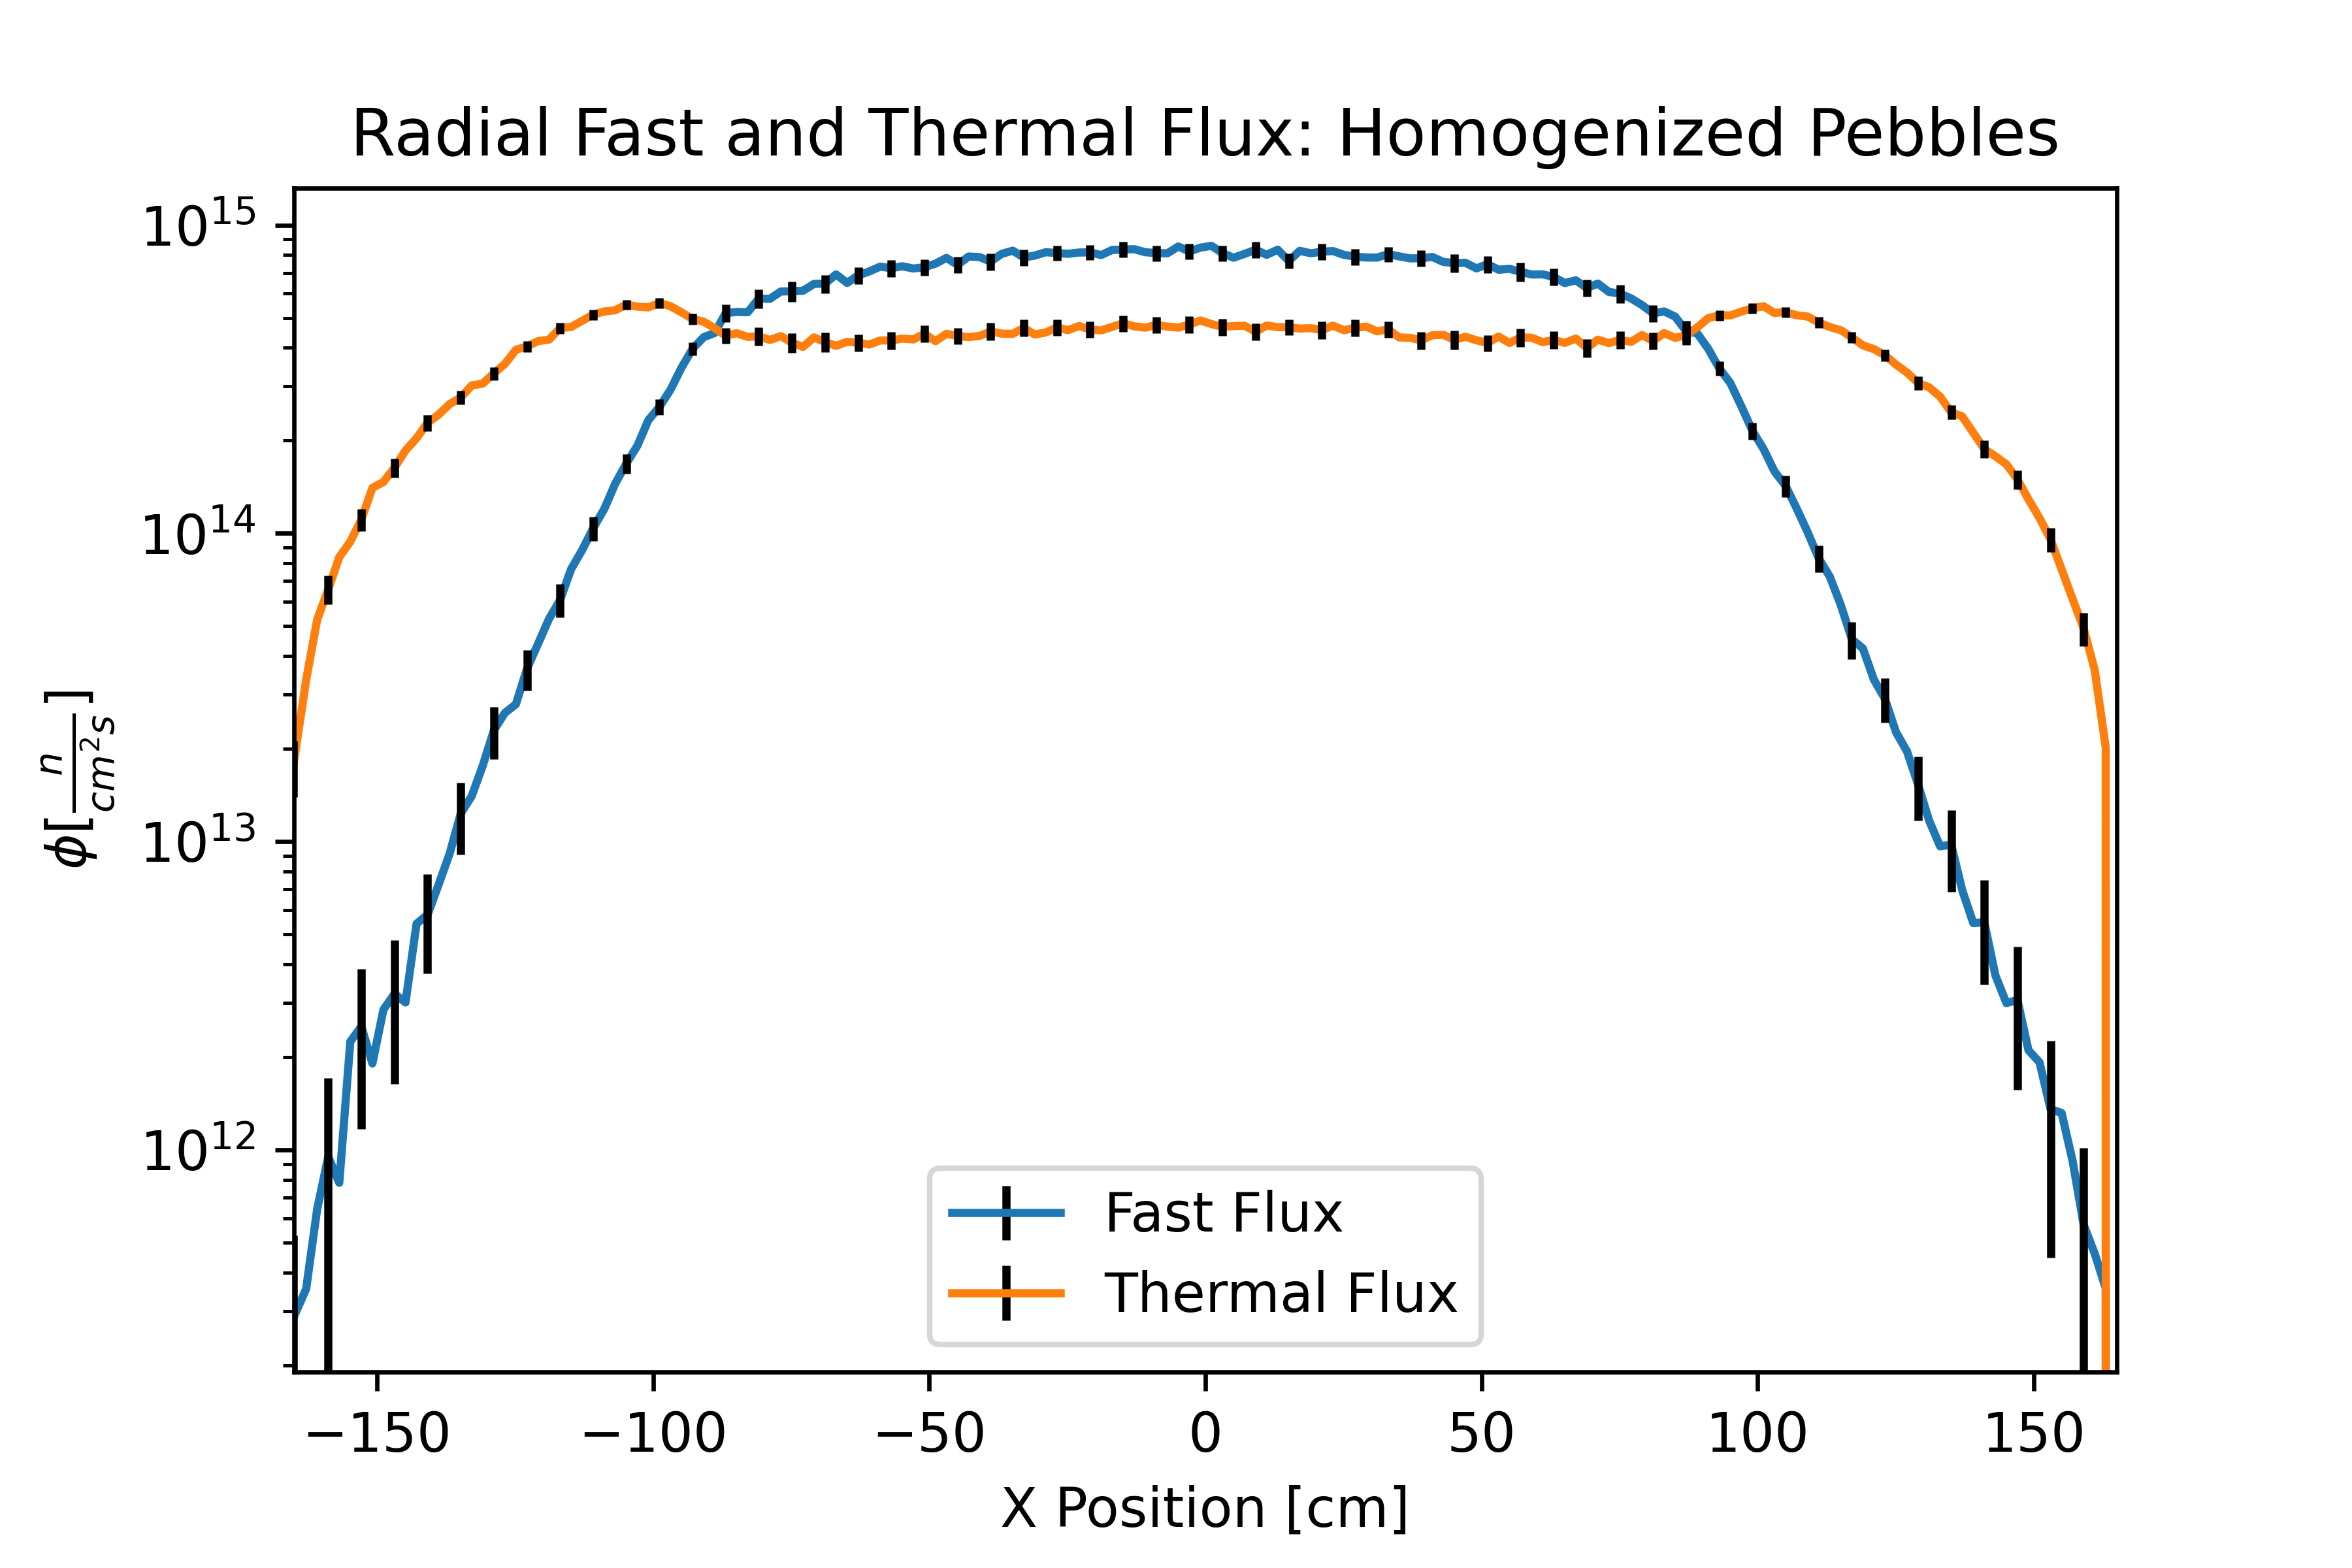 Radial Fast and Thermal Flux: Homogenized Pebbles
10¹⁵
10¹⁴
10¹³
10¹²
ϕ[n/cm²s]
Fast Flux
Thermal Flux
−150 −100 −50 0 50 100 150
X Position [cm]